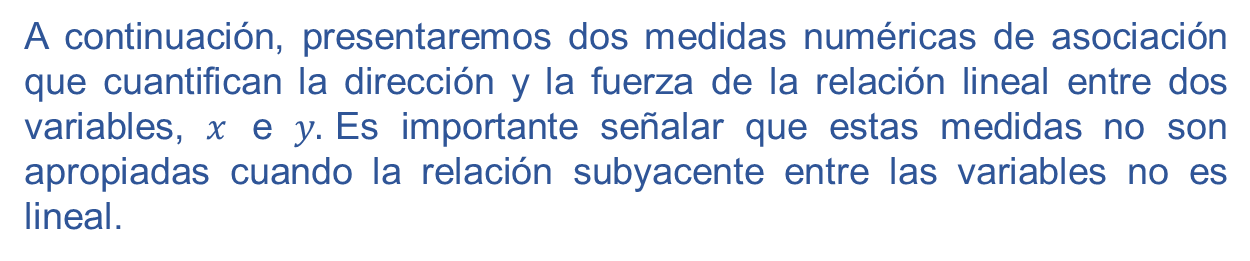 A continuación, presentaremos dos medidas numéricas de asociación
que cuantifican la dirección y la fuerza de la relación lineal entre dos
variables, x e y. Es importante señalar que estas medidas no son
apropiadas cuando la relación subyacente entre las variables no es
lineal.